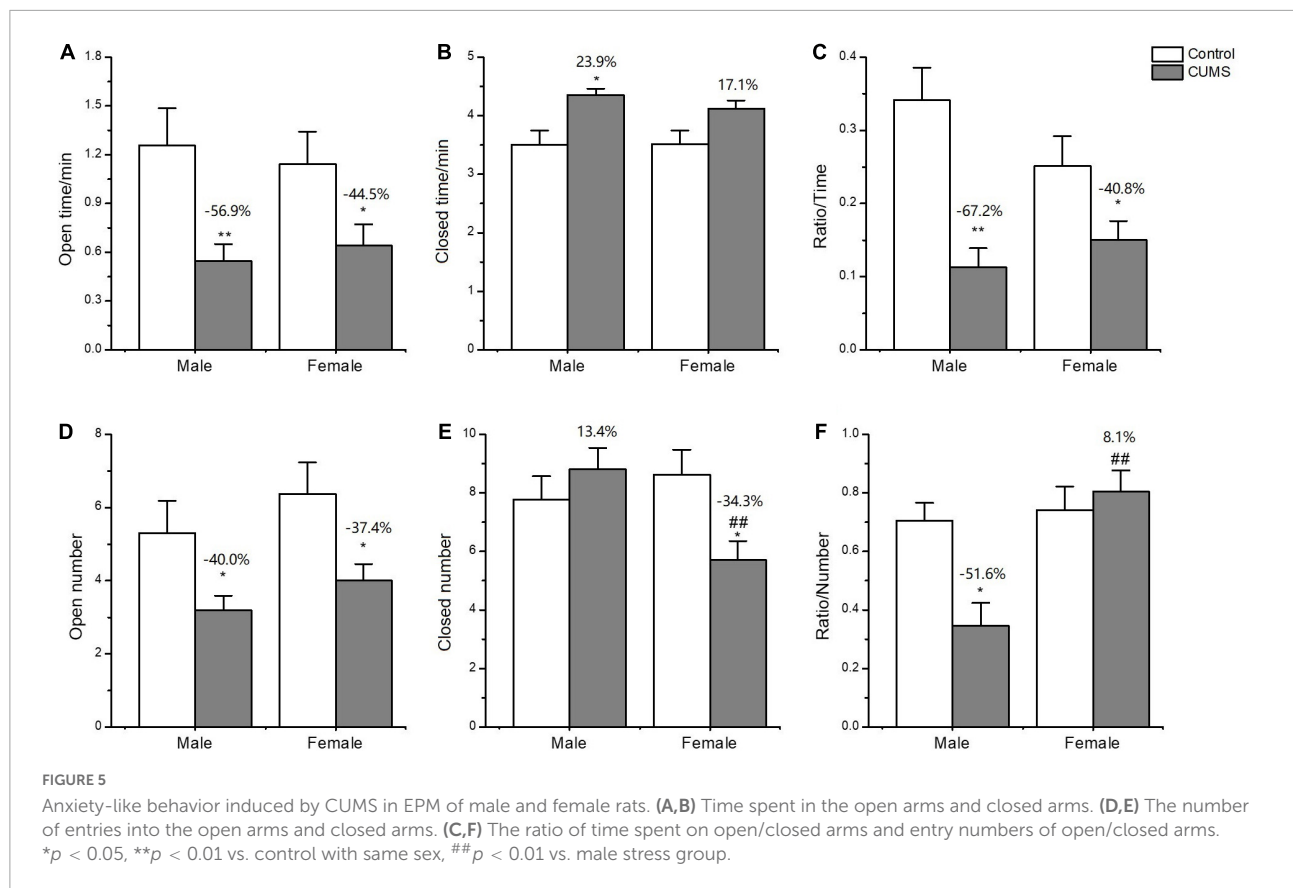 A
1.8
1.5
1.2
0.9
0.6
0.3
0.0
Open time/min
-56.9%
**
-44.5%
*
Male Female
B
5
4
3
2
1
0
Closed time/min
23.9%
*
17.1%
Male Female
C
0.4
0.3
0.2
0.1
0.0
Ratio/Time
-67.2%
**
-40.8%
*
Male Female
Control
CUMS
D
8
6
4
2
0
Open number
-40.0%
*
-37.4%
*
Male Female
E
10
8
6
4
2
0
Closed number
13.4%
-34.3%
##
*
Male Female
F
1.0
0.8
0.6
0.4
0.2
0.0
Ratio/Number
-51.6%
*
8.1%
##
Male Female
FIGURE 5
Anxiety-like behavior induced by CUMS in EPM of male and female rats. (A,B) Time spent in the open arms and closed arms. (D,E) The number
of entries into the open arms and closed arms. (C,F) The ratio of time spent on open/closed arms and entry numbers of open/closed arms.
*p < 0.05, **p < 0.01 vs. control with same sex, ##p < 0.01 vs. male stress group.